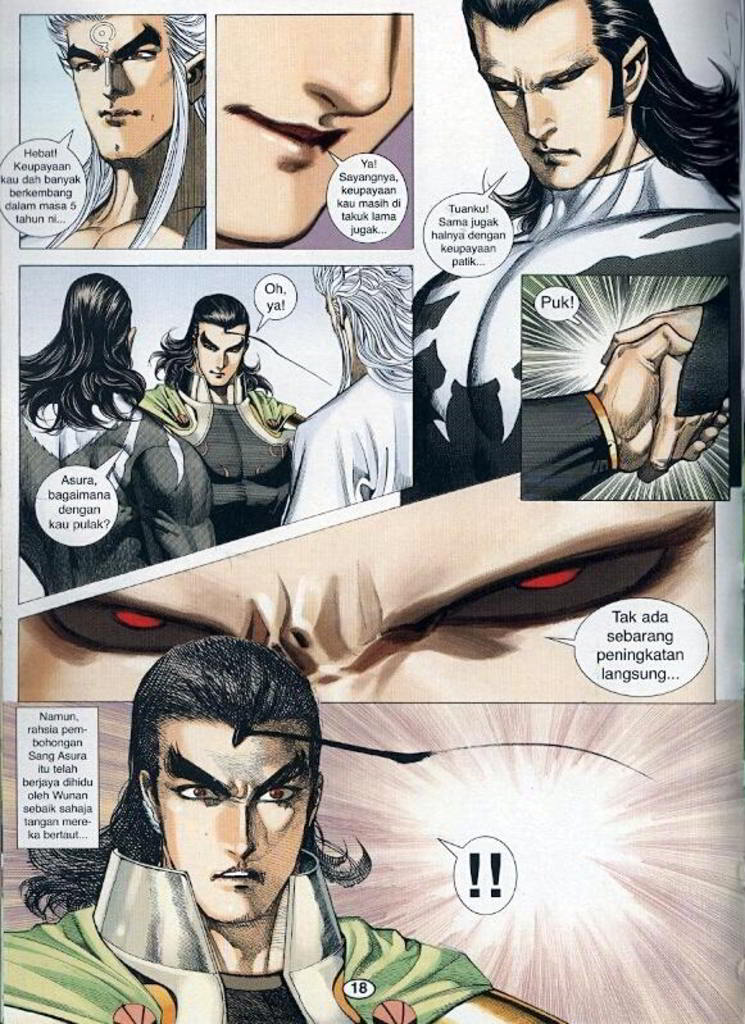 Hebat!
Keupayaan
kau dah banyak
berkembang
dalam masa 5
tahun ni...
Ya!
Sayangnya,
keupayaan
kau masih di
takuk lama
jugak...
Tuanku!
Sama jugak
halnya dengan
keupayaan
patik...
Oh,
ya!
Puk!
Asura,
bagaimana
dengan
kau pulak?
Tak ada
sebarang
peningkatan
langsung...
Namun,
rahsia pem-
bohongan
Sang Asura
itu telah
berjaya dihidu
oleh Wunan
sebaik sahaja
tangan mere-
ka bertaut...
!!
18